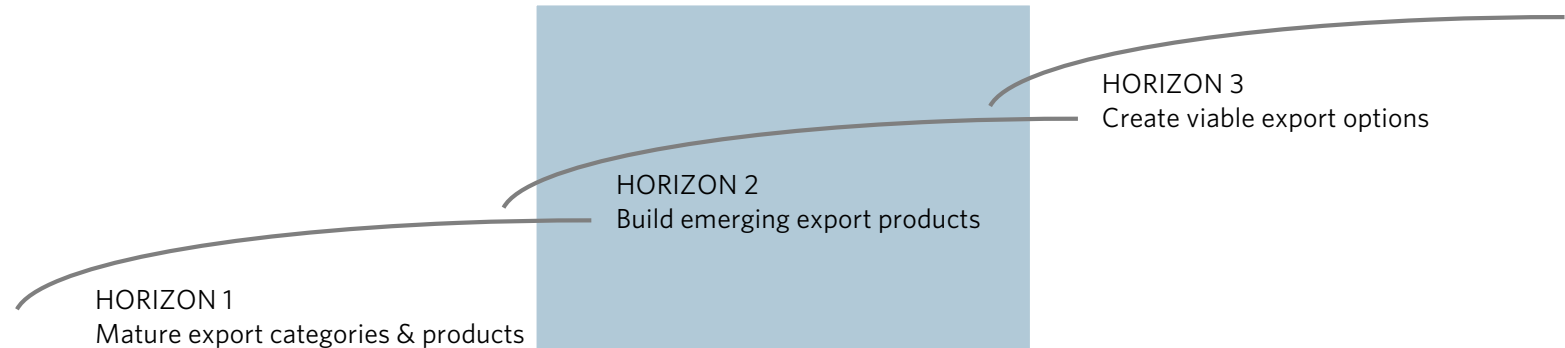 HORIZON 1
Mature export categories & products
HORIZON 2
Build emerging export products
HORIZON 3
Create viable export options